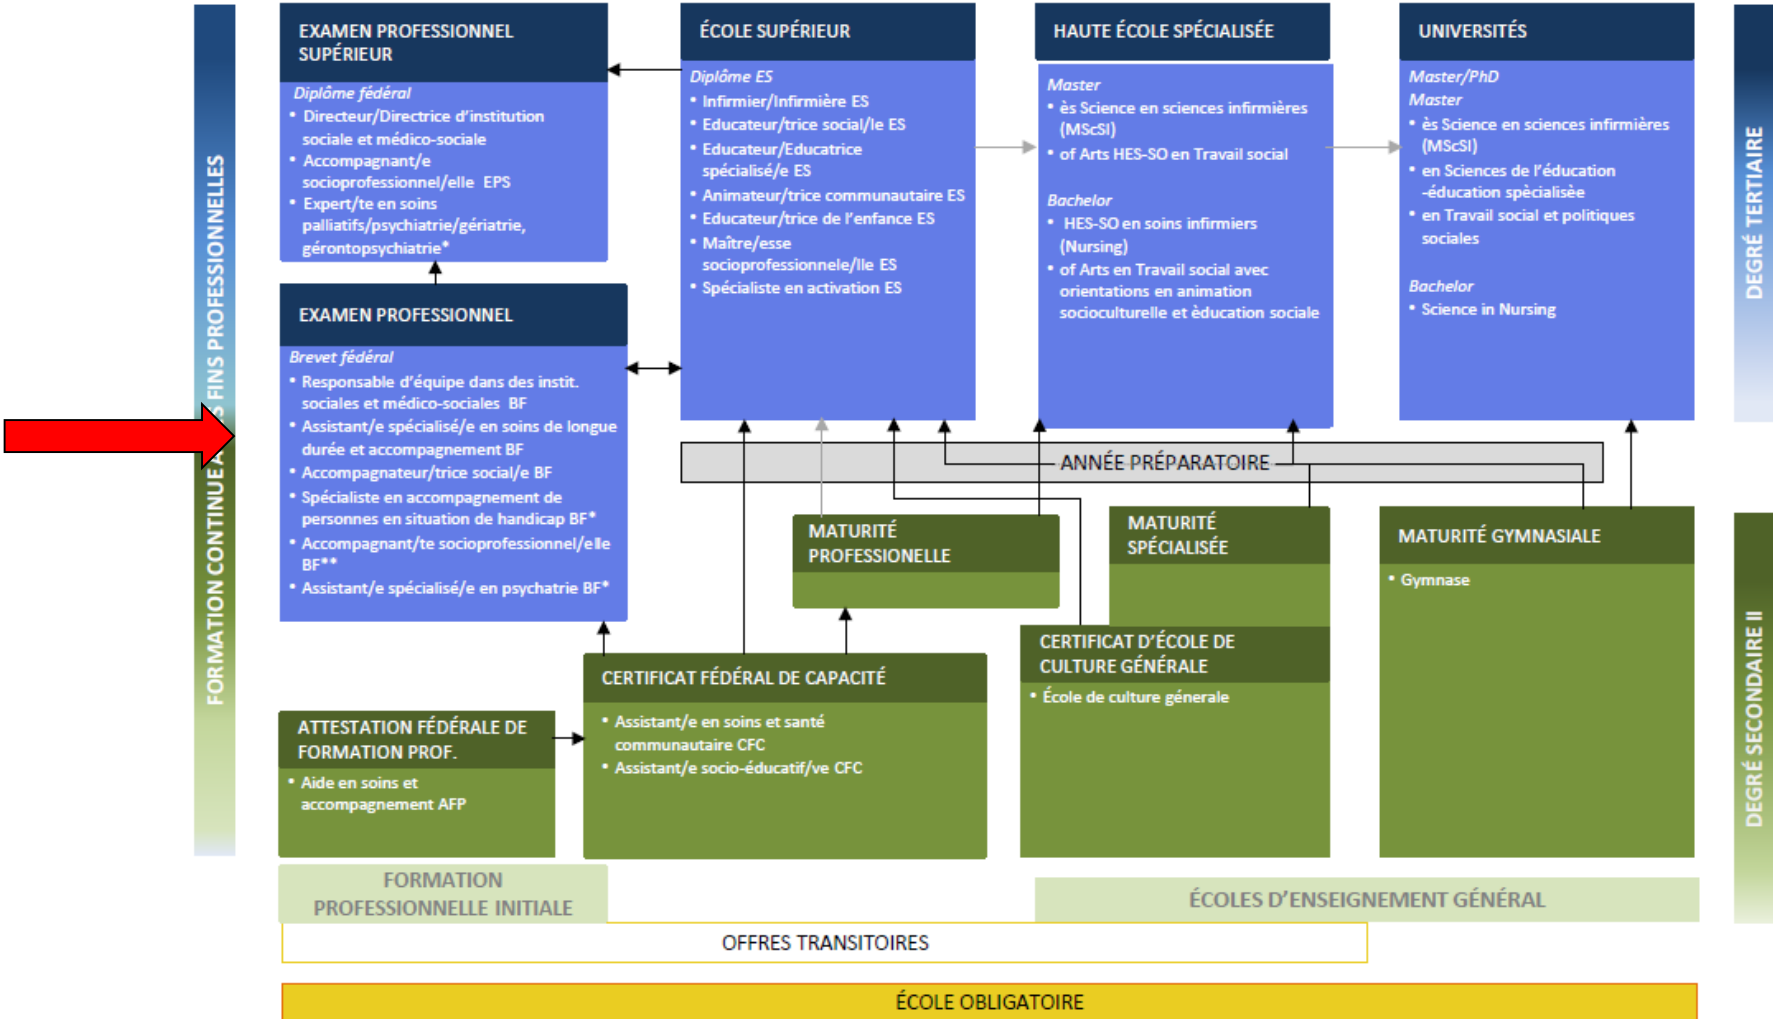 EXAMEN PROFESSIONNEL
SUPÉRIEUR
Diplôme fédéral
• Directeur/Directrice d'institution
sociale et médico-sociale
• Accompagnant/e
socioprofessionnel/elle EPS
• Expert/te en soins
palliatifs/psychiatrie/gériatrie,
gérontopsychiatrie*
ÉCOLE SUPÉRIEUR
Diplôme ES
• Infirmier/Infirmière ES
• Educateur/trice social/le ES
• Educateur/Educatrice
spécialisé/e ES
• Animateur/trice communautaire ES
• Educateur/trice de l'enfance ES
• Maître/esse
socioprofessionnele/lle ES
• Spécialiste en activation ES
HAUTE ÉCOLE SPÉCIALISÉE
Master
• ès Science en sciences infirmières
(MScSI)
• of Arts HES-SO en Travail social
Bachelor
• HES-SO en soins infirmiers
(Nursing)
• of Arts en Travail social avec
orientations en animation
socioculturelle et èducation sociale
UNIVERSITÉS
Master/PhD
Master
• ès Science en sciences infirmières
(MScSI)
• en Sciences de l'éducation
-éducation spècialisèe
• en Travail social et politiques
sociales
Bachelor
• Science in Nursing
EXAMEN PROFESSIONNEL
Brevet fédéral
• Responsable d'équipe dans des instit.
sociales et médico-sociales BF
• Assistant/e spécialisé/e en soins de longue
durée et accompagnement BF
• Accompagnateur/trice social/e BF
• Spécialiste en accompagnement de
personnes en situation de handicap BF*
• Accompagnant/te socioprofessionnel/elle
BF**
• Assistant/e spécialisé/e en psychatrie BF*
ANNÉE PRÉPARATOIRE
MATURITÉ
PROFESSIONELLE
MATURITÉ
SPÉCIALISÉE
MATURITÉ GYMNASIALE
• Gymnase
CERTIFICAT D'ÉCOLE DE
CULTURE GÉNÉRALE
• École de culture génerale
CERTIFICAT FÉDÉRAL DE CAPACITÉ
• Assistant/e en soins et santé
communautaire CFC
• Assistant/e socio-éducatif/ve CFC
ATTESTATION FÉDÉRALE DE
FORMATION PROF.
• Aide en soins et
accompagnement AFP
FORMATION
PROFESSIONNELLE INITIALE
ÉCOLES D'ENSEIGNEMENT GÉNÉRAL
OFFRES TRANSITOIRES
ÉCOLE OBLIGATOIRE
FORMATION CONTINUE FINS PROFESSIONNELLES
DEGRÉ TERTIAIRE
DEGRÉ SECONDAIRE II